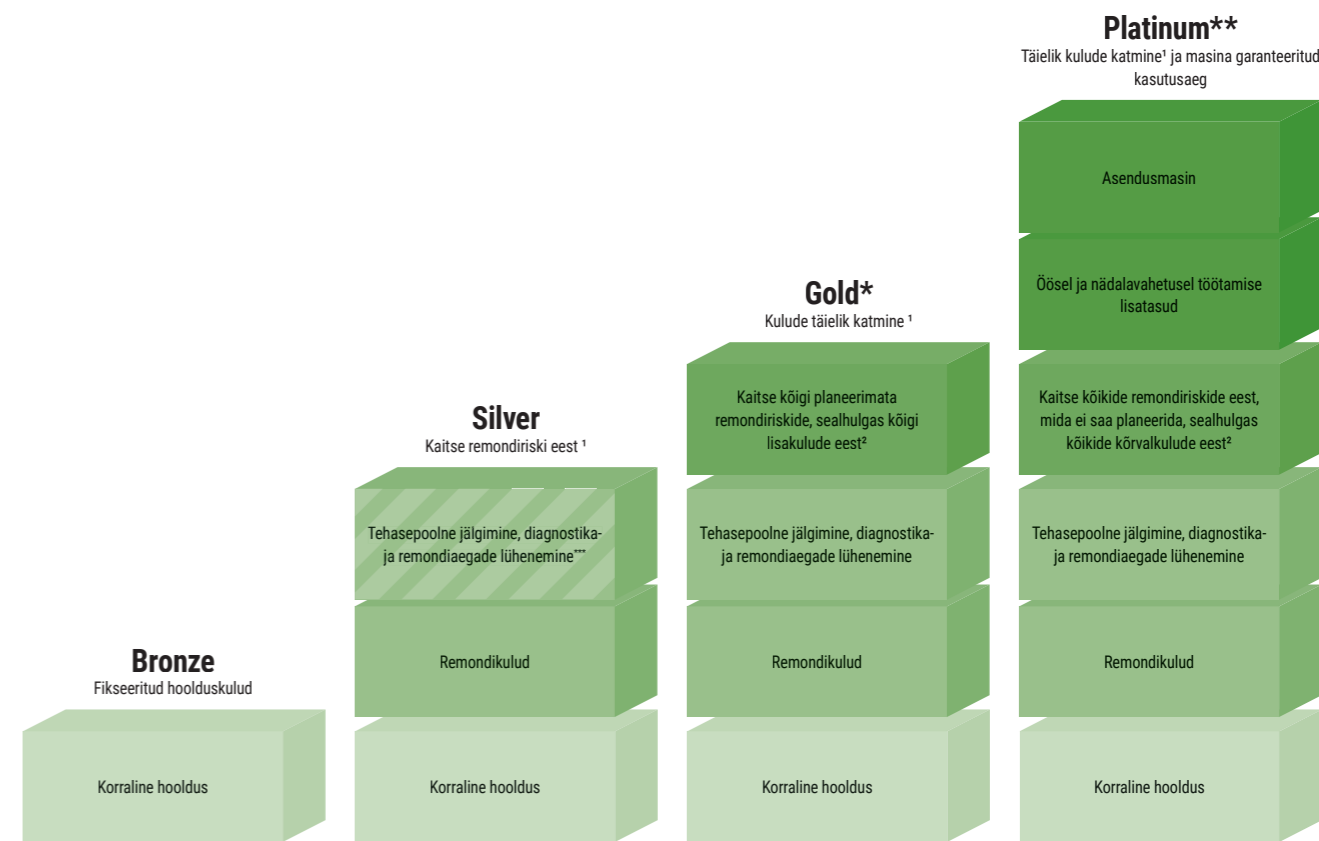 Platinum**
Täielik kulude katmine¹ ja masina garanteeritud
kasutusaeg
Asendusmasin
Öösel ja nädalavahetusel töötamise
lisatasud
Kaitse kõikide remondiriskide eest,
mida ei saa planeerida, sealhulgas
kõikide kõrvalkulude eest²
Tehasepoolne jälgimine, diagnostika-
ja remondiaegade lühenemine
Remondikulud
Korraline hooldus
Gold*
Kulude täielik katmine ¹
Kaitse kõigi planeerimata
remondiriskide, sealhulgas kõigi
lisakulude eest²
Tehasepoolne jälgimine, diagnostika-
ja remondiaegade lühenemine
Remondikulud
Korraline hooldus
Silver
Kaitse remondiriski eest ¹
Tehasepoolne jälgimine, diagnostika-
ja remondiaegade lühenemine***
Remondikulud
Korraline hooldus
Bronze
Fikseeritud hoolduskulud
Korraline hooldus